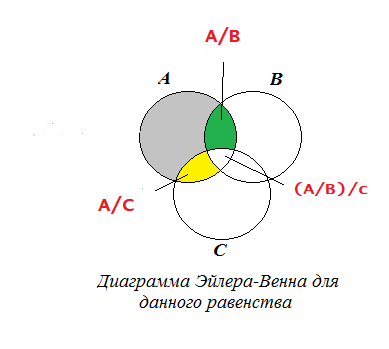 A/B
A
B
A/C
(A/B)/c
C
Диаграмма Эйлера-Венна для
данного равенства